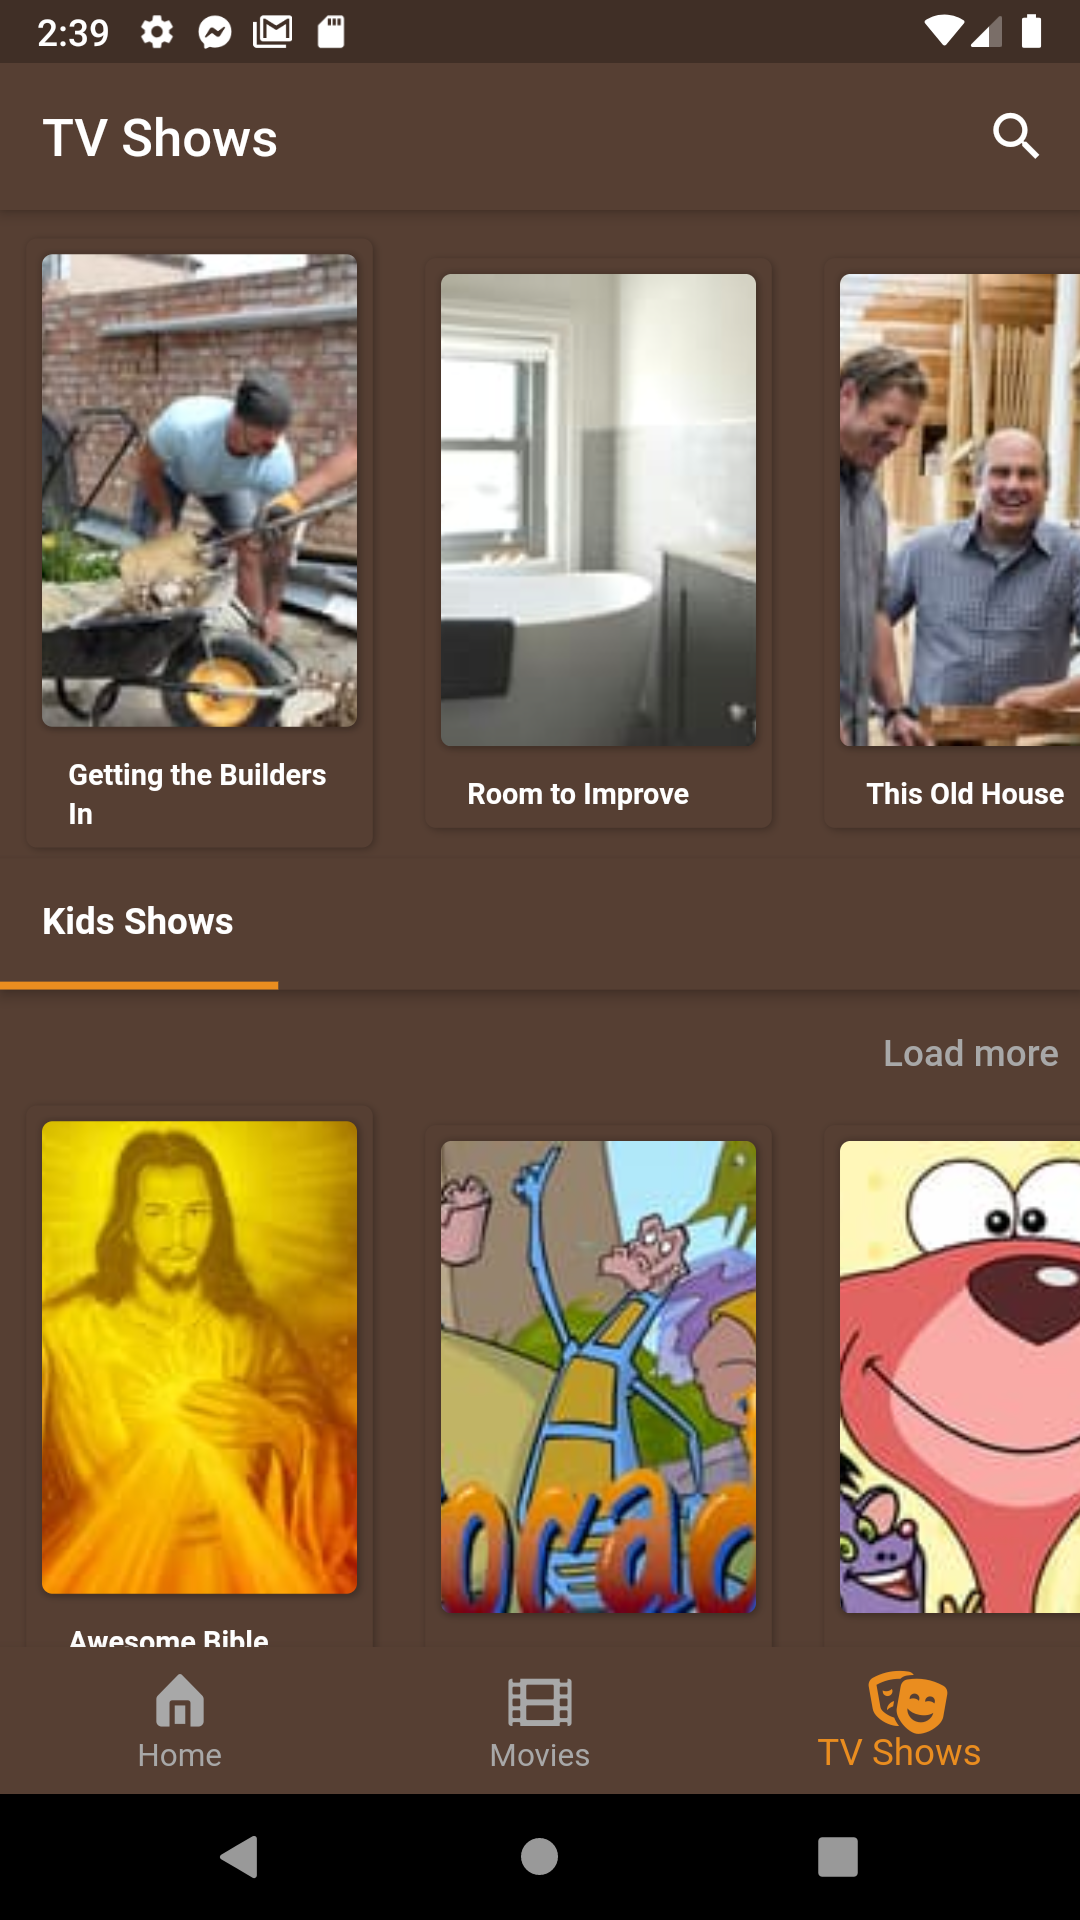 2:39
TV Shows
Getting the Builders
In
Room to Improve
This Old House
Kids Shows
Load more
Awesome Bible
Home
Movies
TV Shows